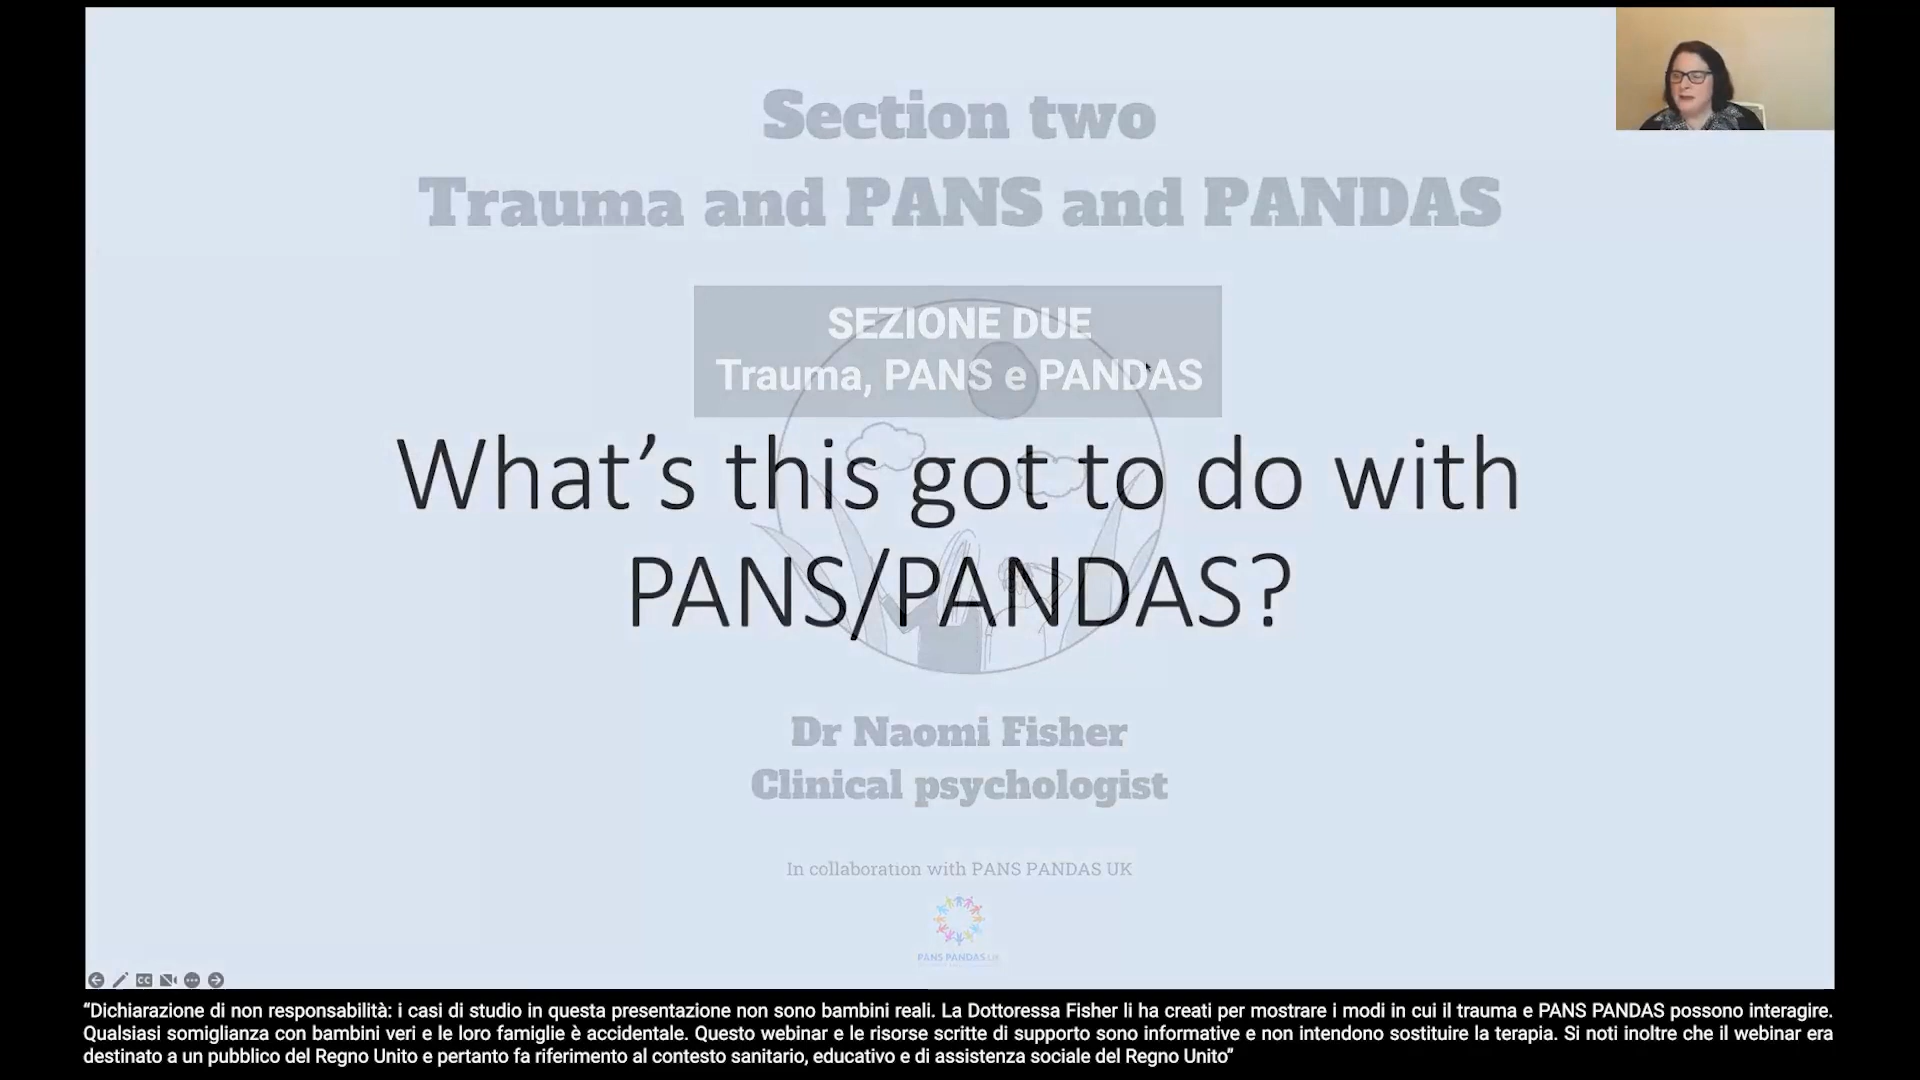 Section two
Trauma and PANS and PANDAS
SEZIONE DUE
Trauma, PANS e PANDAS
What’s this got to do with
PANS/PANDAS?
Dr Naomi Fisher
Clinical psychologist
In collaboration with PANS PANDAS UK
PANS PANDAS UK
CC
“Dichiarazione di non responsabilità: i casi di studio in questa presentazione non sono bambini reali. La Dottoressa Fisher li ha creati per mostrare i modi in cui il trauma e PANS PANDAS possono interagire.
Qualsiasi somiglianza con bambini veri e le loro famiglie è accidentale. Questo webinar e le risorse scritte di supporto sono informative e non intendono sostituire la terapia. Si noti inoltre che il webinar era
destinato a un pubblico del Regno Unito e pertanto fa riferimento al contesto sanitario, educativo e di assistenza sociale del Regno Unito”